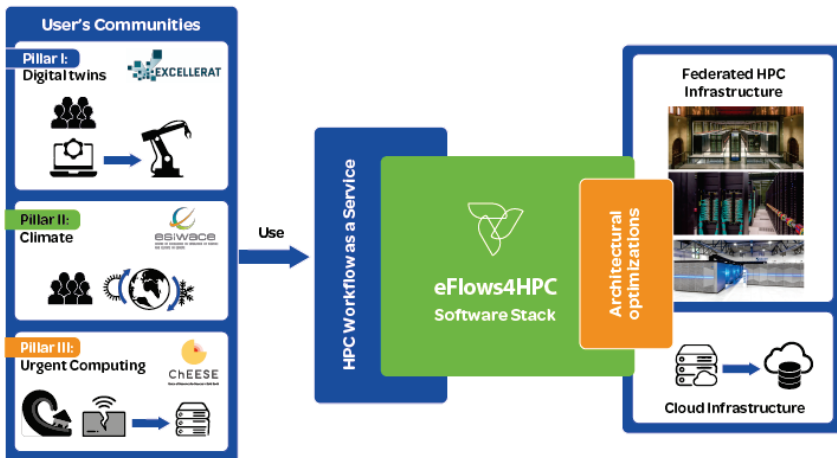 User's Communities
Pillar I:
Digital twins
EXCELLERAT
Pillar II:
Climate
esiwace
Pillar III:
Urgent Computing
ChEESE
Use
HPC Workflow as a Service
eFlows4HPC
Software Stack
Architectural
optimizations
Federated HPC
Infrastructure
Cloud Infrastructure